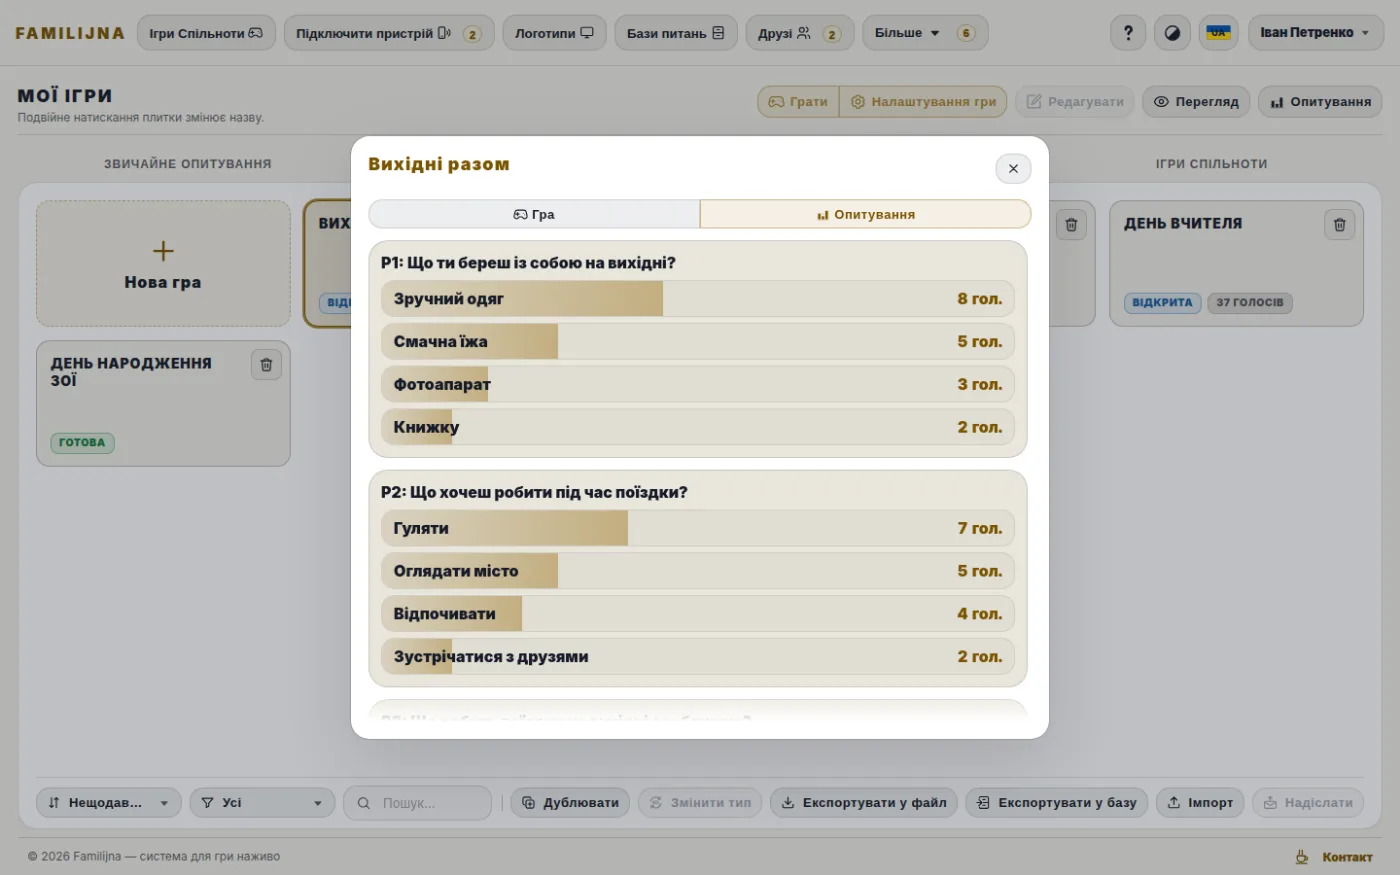 FAMILIJNA
Ігри Спільноти
Підключити пристрій 2
Логотипи
Бази питань
Друзі 2
Більше 6
?
UA
Іван Петренко
МОЇ ІГРИ
Подвійне натискання плитки змінює назву.
Грати
Налаштування гри
Редагувати
Перегляд
Опитування
ЗВИЧАЙНЕ ОПИТУВАННЯ
ІГРИ СПІЛЬНОТИ
Нова гра
ДЕНЬ ВЧИТЕЛЯ
ВІДКРИТА
37 ГОЛОСІВ
ДЕНЬ НАРОДЖЕННЯ
ЗОЇ
ГОТОВА
Вихідні разом
Гра
Опитування
P1: Що ти береш із собою на вихідні?
Зручний одяг 8 гол.
Смачна їжа 5 гол.
Фотоапарат 3 гол.
Книжку 2 гол.
P2: Що хочеш робити під час поїздки?
Гуляти 7 гол.
Оглядати місто 5 гол.
Відпочивати 4 гол.
Зустрічатися з друзями 2 гол.
Нещодав...
Усі
Пошук...
Дублювати
Змінити тип
Експортувати у файл
Експортувати у базу
Імпорт
Надіслати
© 2026 Familijna — система для гри наживо
Контакт